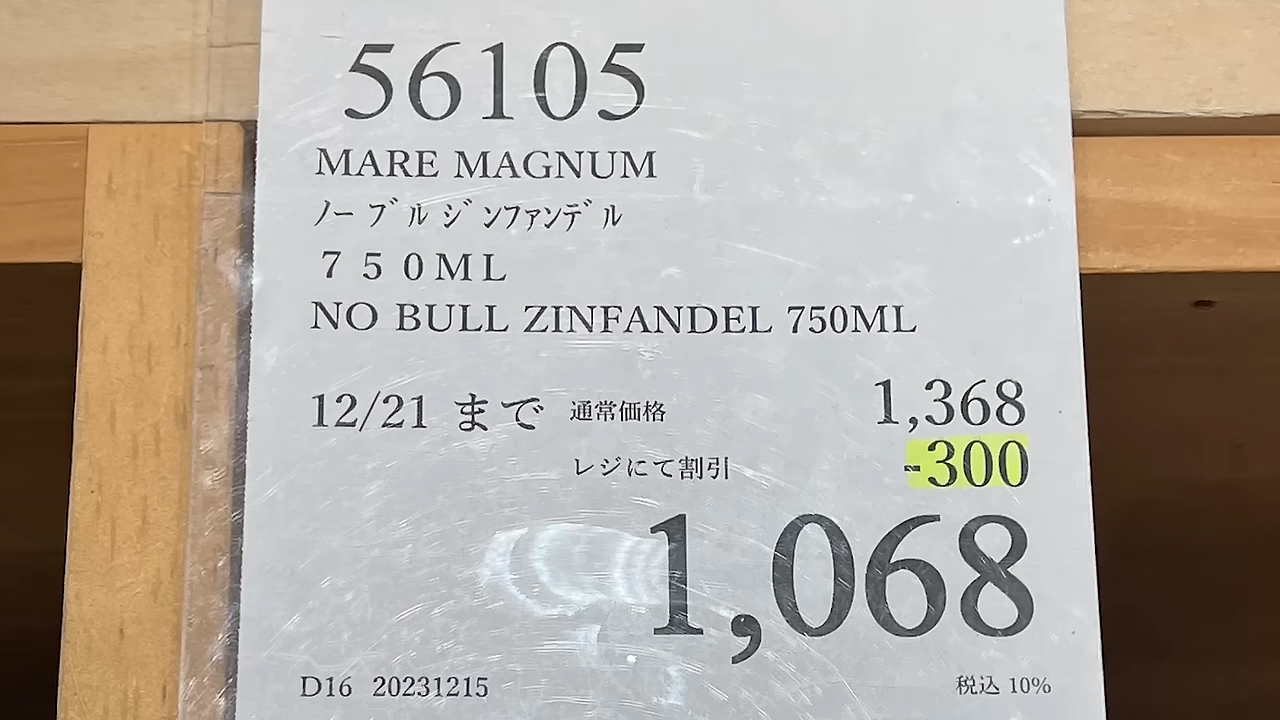 56105
MARE MAGNUM
ﾉｰ ﾌﾞﾙ ｼﾞﾝﾌｧﾝﾃﾞﾙ
７５０ＭＬ
NO BULL ZINFANDEL 750ML
12/21 まで 通常価格 1,368
レジにて割引 -300
1,068
D16 20231215 税込 10%